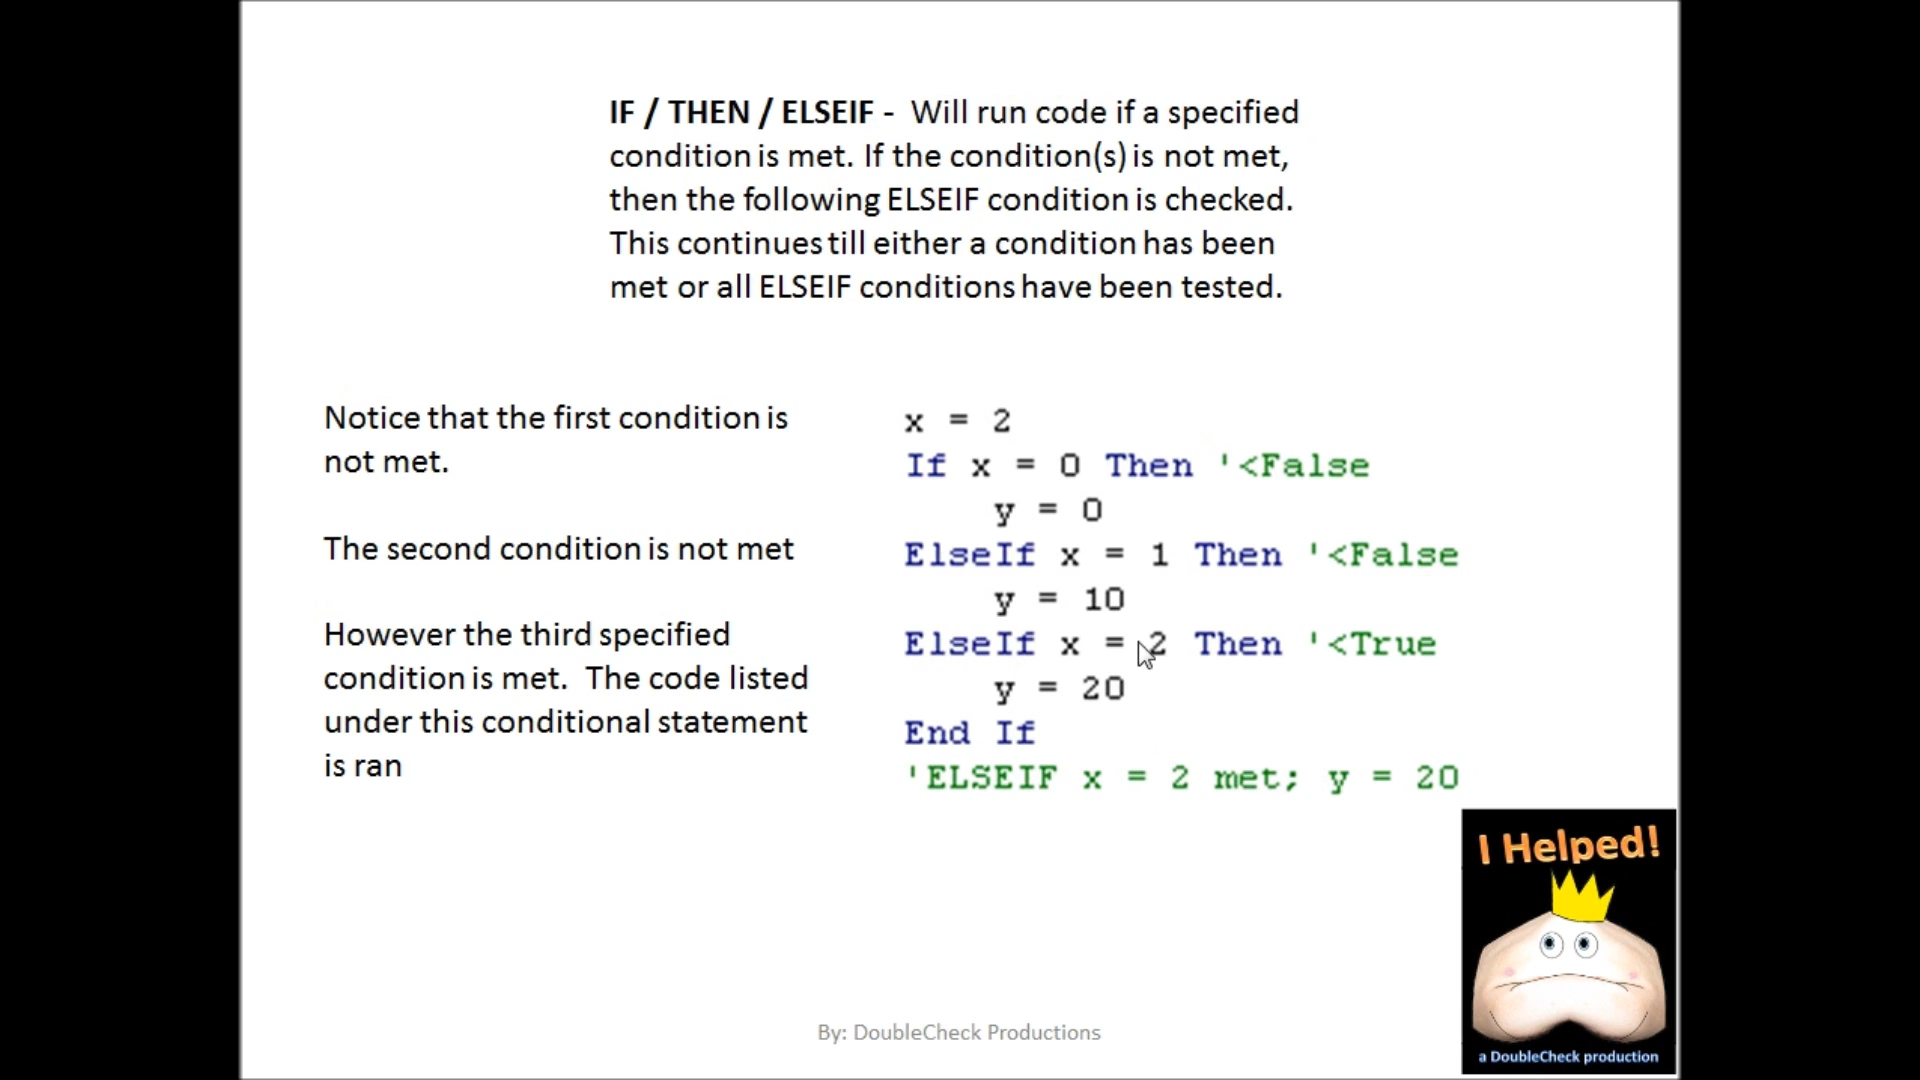 IF / THEN / ELSEIF - Will run code if a specified
condition is met. If the condition(s) is not met,
then the following ELSEIF condition is checked.
This continues till either a condition has been
met or all ELSEIF conditions have been tested.
Notice that the first condition is
not met.
The second condition is not met
However the third specified
condition is met. The code listed
under this conditional statement
is ran
x = 2
If x = 0 Then '<False
y = 0
ElseIf x = 1 Then '<False
y = 10
ElseIf x = 2 Then '<True
y = 20
End If
'ELSEIF x = 2 met; y = 20
I Helped!
a DoubleCheck production
By: DoubleCheck Productions